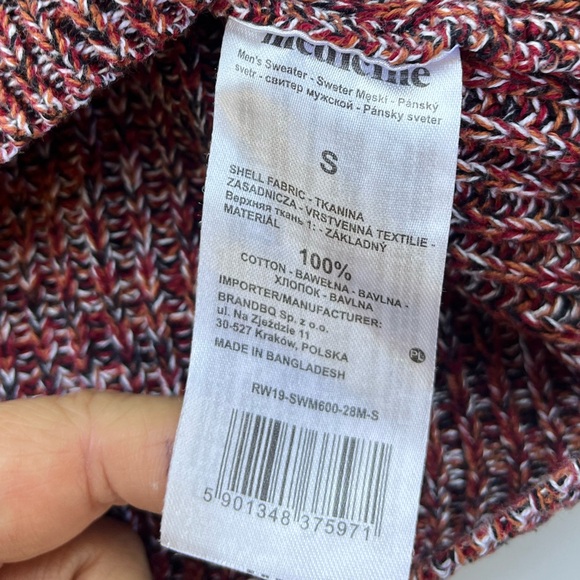 Men's Sweater - Sweter Męski - Pánský
svetr - свитер мужской - Pánsky sveter
S
SHELL FABRIC - TKANINA
ZASADNICZA - VRSTVENNÁ TEXTILIE -
Верхняя ткань 1: - ZÁKLADNÝ
MATERIÁL
100%
COTTON - BAWEŁNA - BAVLNA -
ХЛОПОК - BAVLNA
IMPORTER/MANUFACTURER:
BRANDBQ Sp. z o.o.
ul. Na Zjeździe 11
30-527 Kraków, POLSKA
PL
MADE IN BANGLADESH
RW19-SWM600-28M-S
5 901348 375971